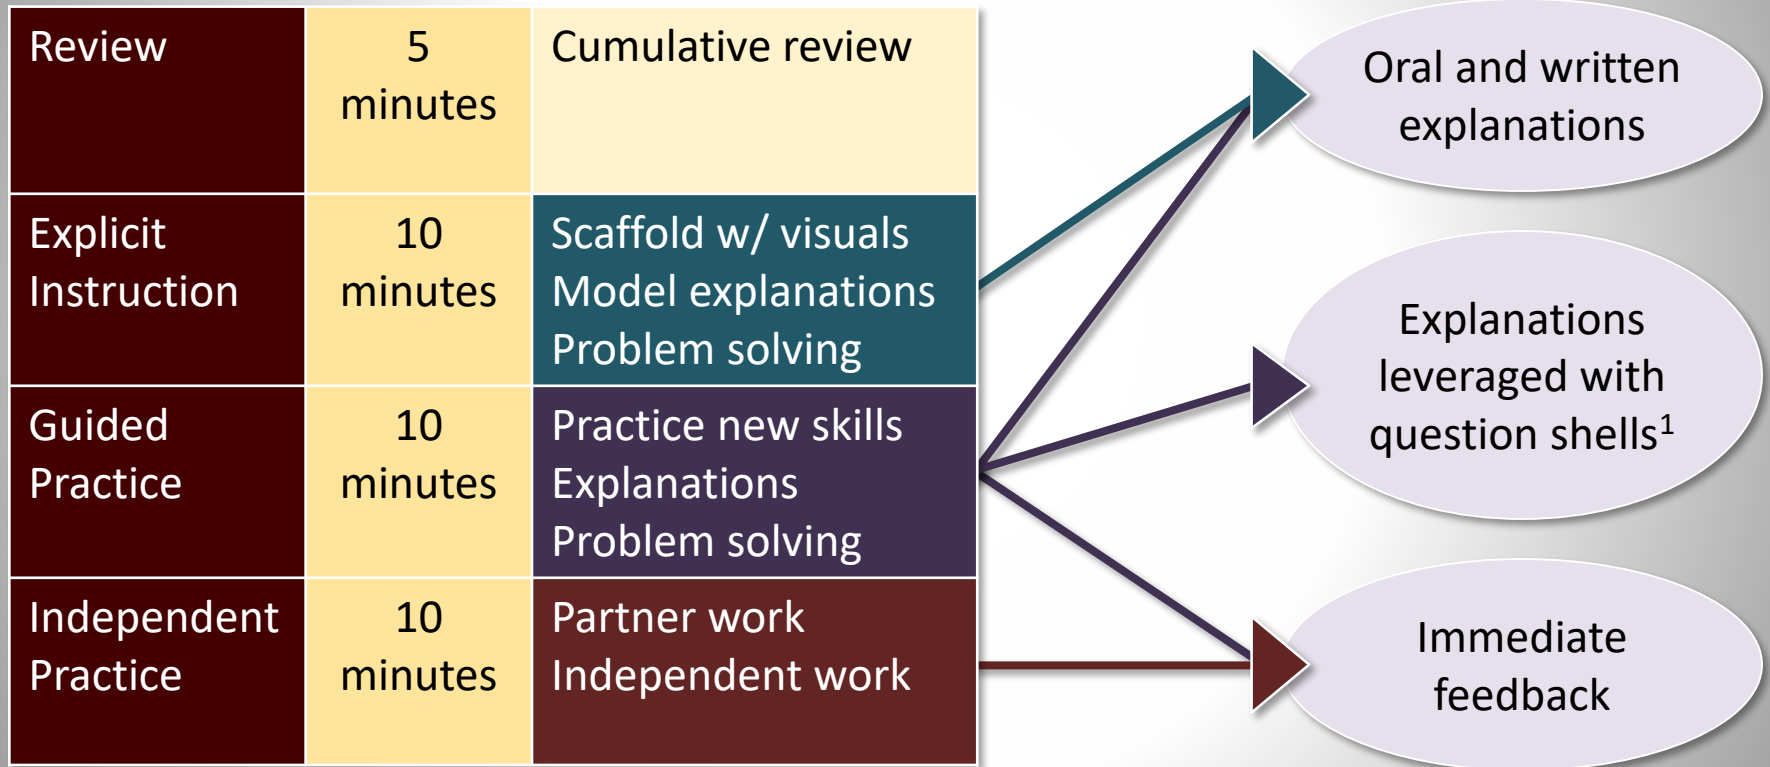 Review
5
minutes
Cumulative review
Explicit
Instruction
10
minutes
Scaffold w/ visuals
Model explanations
Problem solving
Guided
Practice
10
minutes
Practice new skills
Explanations
Problem solving
Independent
Practice
10
minutes
Partner work
Independent work
Oral and written
explanations
Explanations
leveraged with
question shells¹
Immediate
feedback